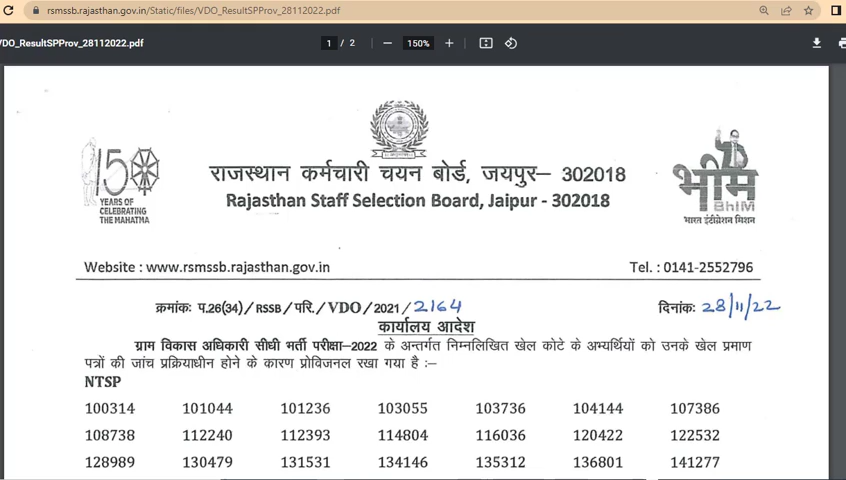 rsmssb.rajasthan.gov.in/Static/files/VDO_ResultSPProv_28112022.pdf
VDO_ResultSPProv_28112022.pdf
1 / 2
150%
150
YEARS OF
CELEBRATING
THE MAHATMA
राजस्थान कर्मचारी चयन बोर्ड, जयपुर– 302018
Rajasthan Staff Selection Board, Jaipur - 302018
भीम
BHIM
भारत इंटीग्रेशन मिशन
Website : www.rsmssb.rajasthan.gov.in Tel. : 0141-2552796
क्रमांकः प.26(34)/RSSB/परि./VDO/2021/2164 दिनांकः 28/11/22
कार्यालय आदेश
ग्राम विकास अधिकारी सीधी भर्ती परीक्षा–2022 के अन्तर्गत निम्नलिखित खेल कोटे के अभ्यर्थियों को उनके खेल प्रमाण
पत्रों की जांच प्रक्रियाधीन होने के कारण प्रोविजनल रखा गया है :–
NTSP
100314 101044 101236 103055 103736 104144 107386
108738 112240 112393 114804 116036 120422 122532
128989 130479 131531 134146 135312 136801 141277